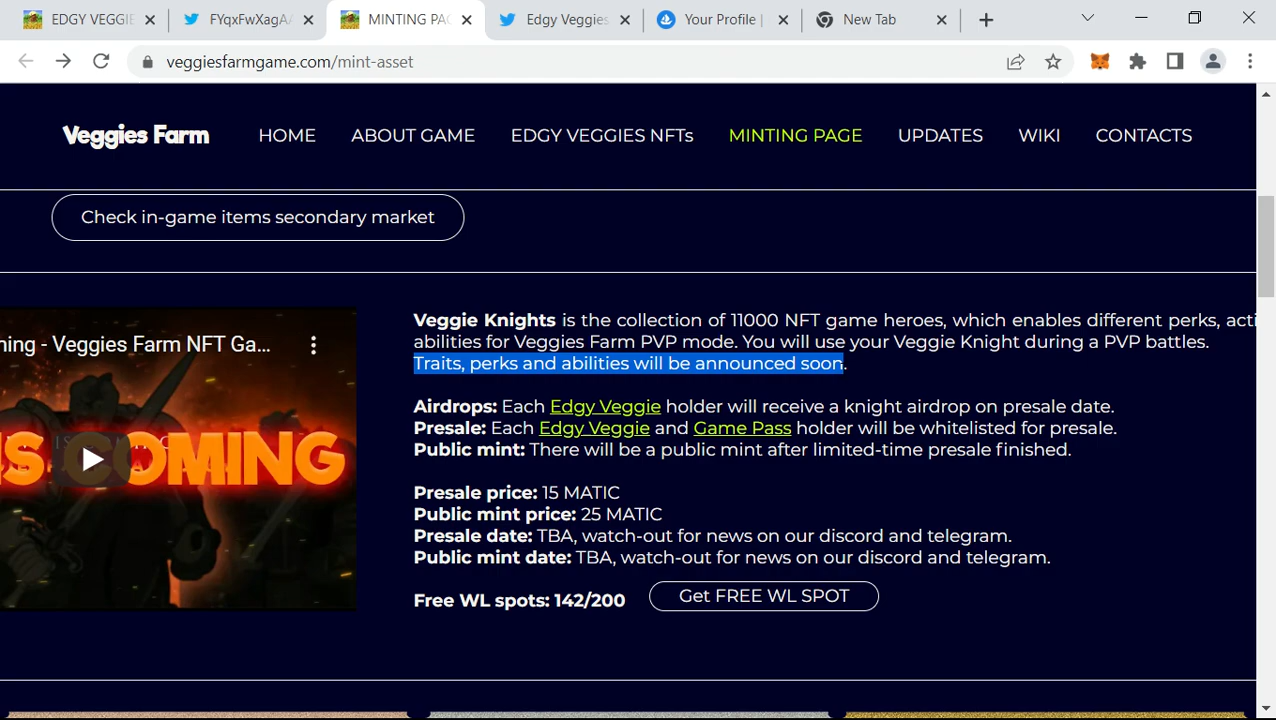 EDGY VEGGIE
FYqxFwXagA
MINTING PAG
Edgy Veggies
Your Profile |
New Tab
veggiesfarmgame.com/mint-asset
Veggies Farm
HOME
ABOUT GAME
EDGY VEGGIES NFTs
MINTING PAGE
UPDATES
WIKI
CONTACTS
Check in-game items secondary market
ning - Veggies Farm NFT Ga...
IS COMING
Veggie Knights is the collection of 11000 NFT game heroes, which enables different perks, acti
abilities for Veggies Farm PVP mode. You will use your Veggie Knight during a PVP battles.
Traits, perks and abilities will be announced soon.
Airdrops: Each Edgy Veggie holder will receive a knight airdrop on presale date.
Presale: Each Edgy Veggie and Game Pass holder will be whitelisted for presale.
Public mint: There will be a public mint after limited-time presale finished.
Presale price: 15 MATIC
Public mint price: 25 MATIC
Presale date: TBA, watch-out for news on our discord and telegram.
Public mint date: TBA, watch-out for news on our discord and telegram.
Free WL spots: 142/200
Get FREE WL SPOT